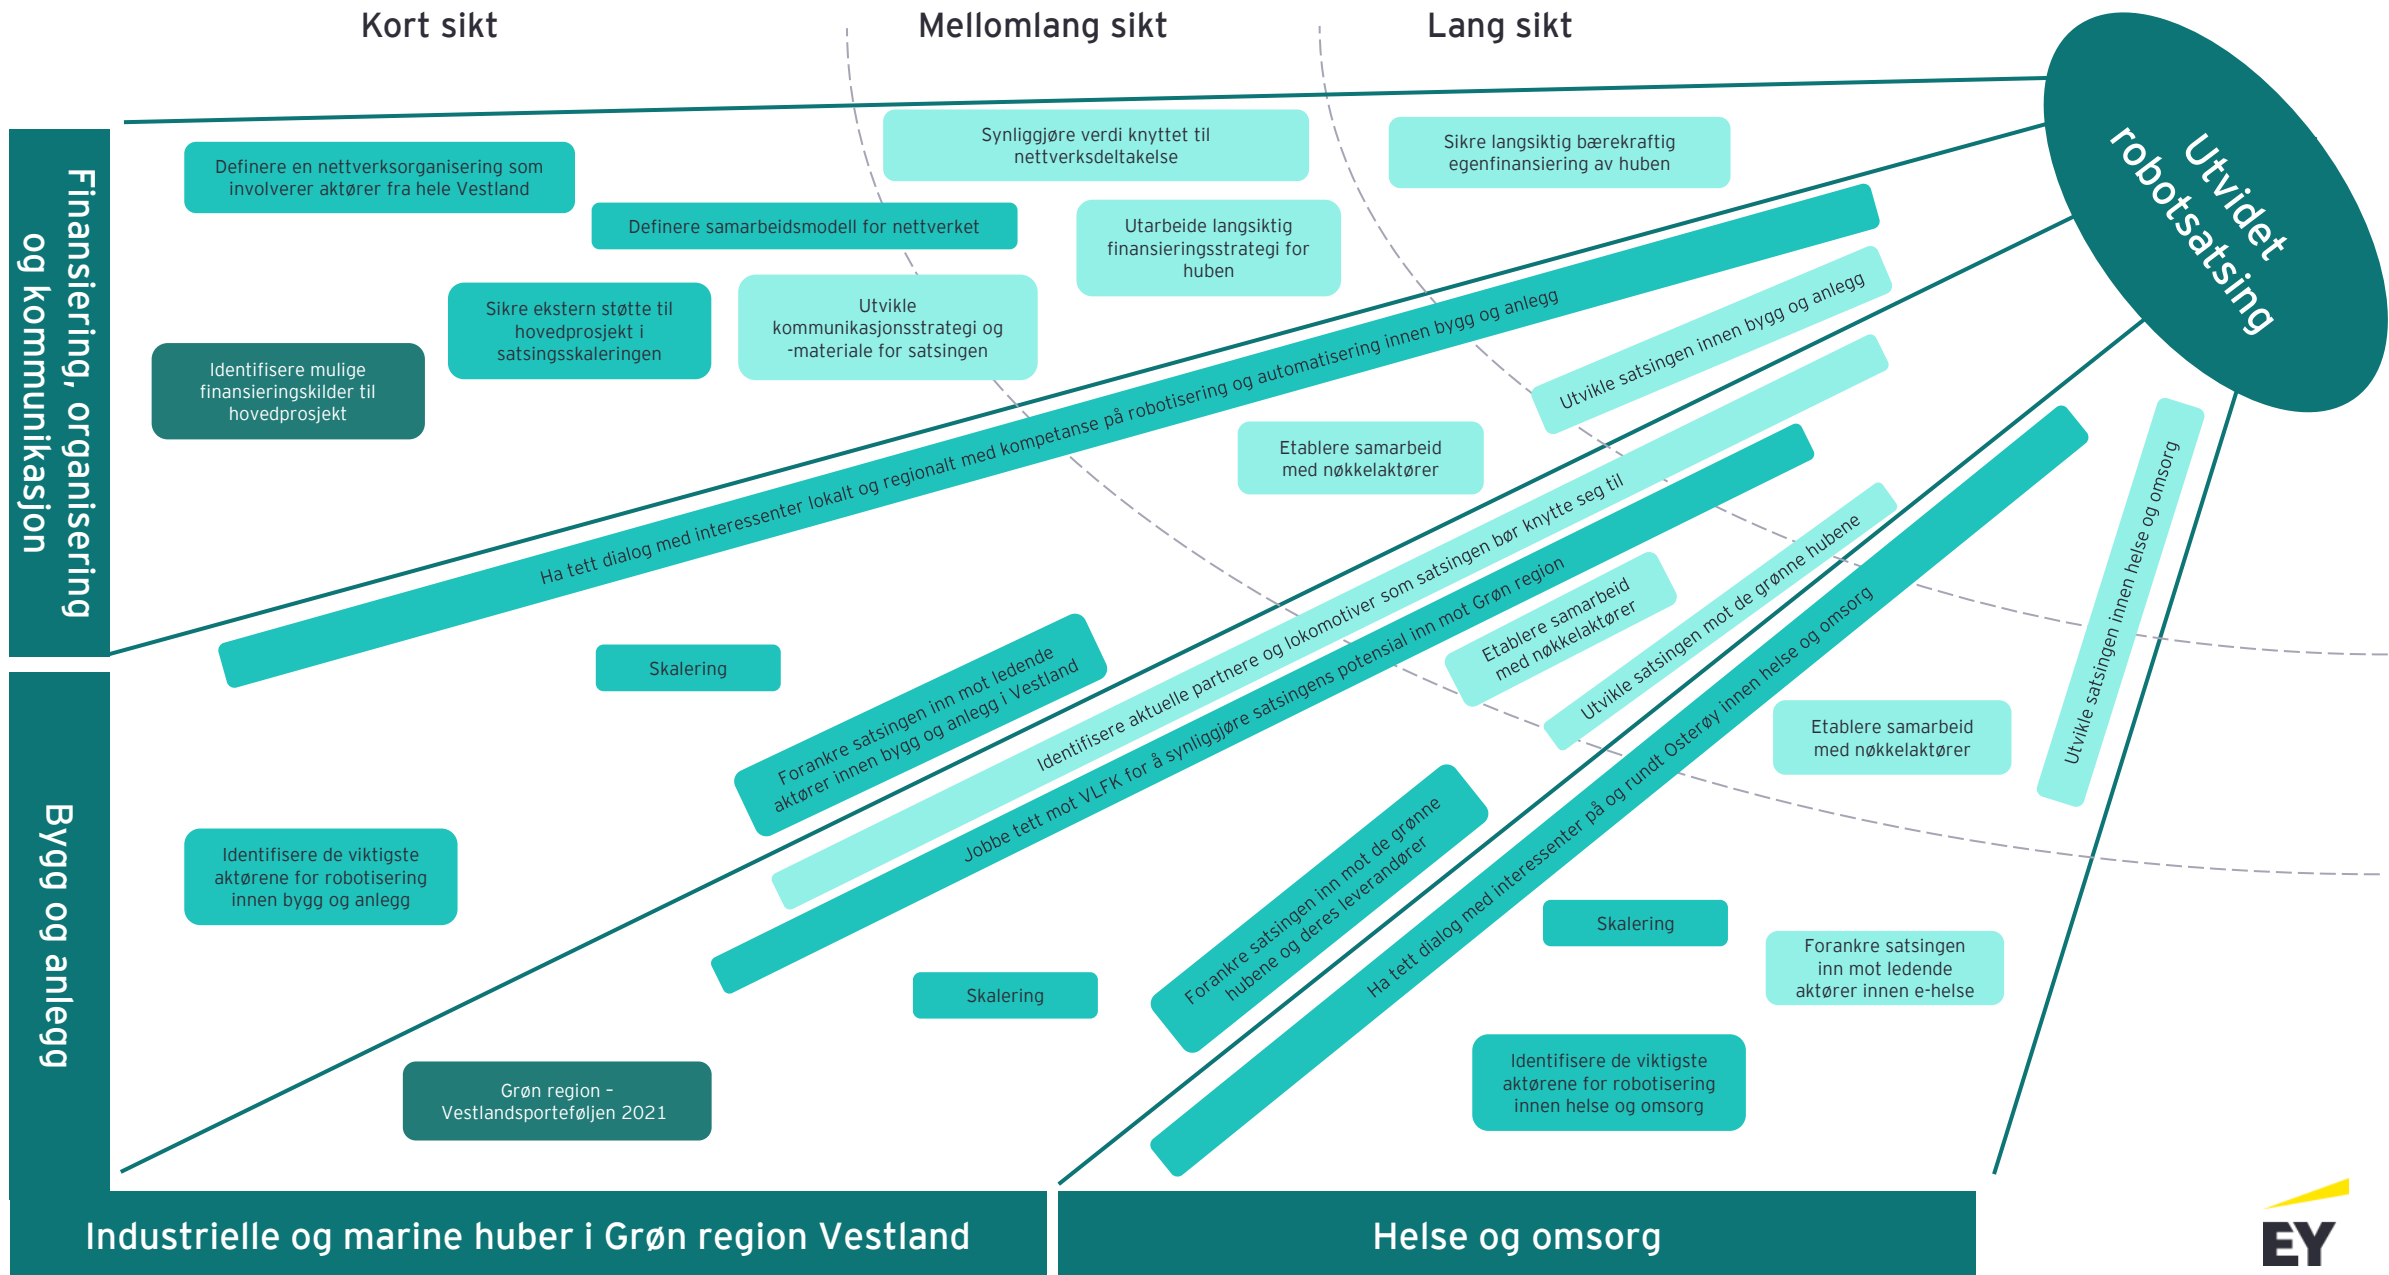 Kort sikt
Mellomlang sikt
Lang sikt
Utvidet
robotsatsing
Finansiering, organisering
og kommunikasjon
Definere en nettverksorganisering som
involverer aktører fra hele Vestland
Synliggjøre verdi knyttet til
nettverksdeltakelse
Sikre langsiktig bærekraftig
egenfinansiering av huben
Definere samarbeidsmodell for nettverket
Utarbeide langsiktig
finansieringsstrategi for
huben
Sikre ekstern støtte til
hovedprosjekt i
satsingsskaleringen
Utvikle
kommunikasjonsstrategi og
-materiale for satsingen
Identifisere mulige
finansieringskilder til
hovedprosjekt
Bygg og anlegg
Ha tett dialog med interessenter lokalt og regionalt med kompetanse på robotisering og automatisering innen bygg og anlegg
Utvikle satsingen innen bygg og anlegg
Etablere samarbeid
med nøkkelaktører
Skalering
Forankre satsingen inn mot ledende
aktører innen bygg og anlegg i Vestland
Identifisere de viktigste
aktørene for robotisering
innen bygg og anlegg
Identifisere aktuelle partnere og lokomotiver som satsingen bør knytte seg til
Jobbe tett mot VLFK for å synliggjøre satsingens potensial inn mot Grøn region
Etablere samarbeid
med nøkkelaktører
Utvikle satsingen mot de grønne hubene
Forankre satsingen inn mot de grønne
hubene og deres leverandører
Skalering
Grøn region –
Vestlandsporteføljen 2021
Ha tett dialog med interessenter på og rundt Osterøy innen helse og omsorg
Utvikle satsingen innen helse og omsorg
Etablere samarbeid
med nøkkelaktører
Skalering
Forankre satsingen
inn mot ledende
aktører innen e-helse
Identifisere de viktigste
aktørene for robotisering
innen helse og omsorg
Industrielle og marine huber i Grøn region Vestland
Helse og omsorg
EY